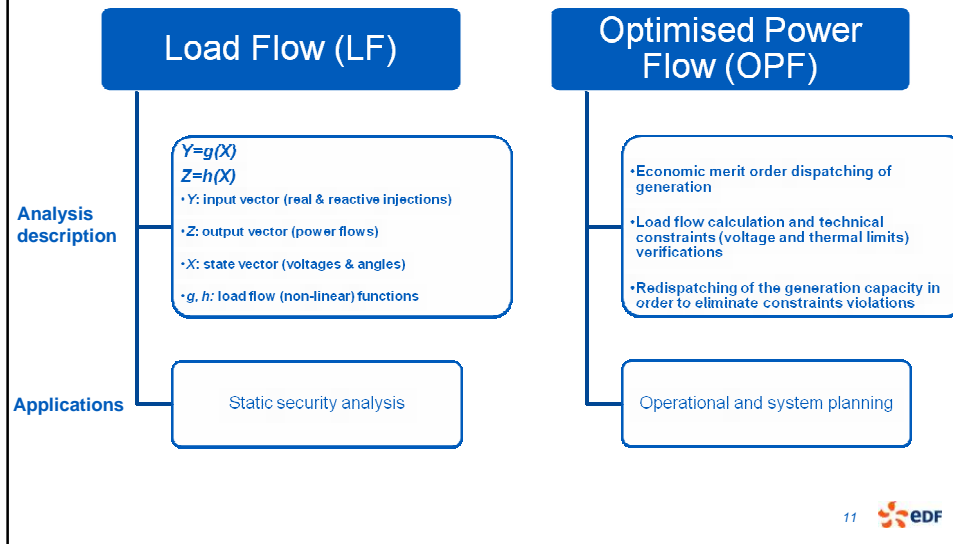 Load Flow (LF)
Optimised Power
Flow (OPF)
Analysis
description
Y=g(X)
Z=h(X)
•Y: input vector (real & reactive injections)
•Z: output vector (power flows)
•X: state vector (voltages & angles)
•g, h: load flow (non-linear) functions
•Economic merit order dispatching of
generation
•Load flow calculation and technical
constraints (voltage and thermal limits)
verifications
•Redispatching of the generation capacity in
order to eliminate constraints violations
Applications
Static security analysis
Operational and system planning
11
eDF